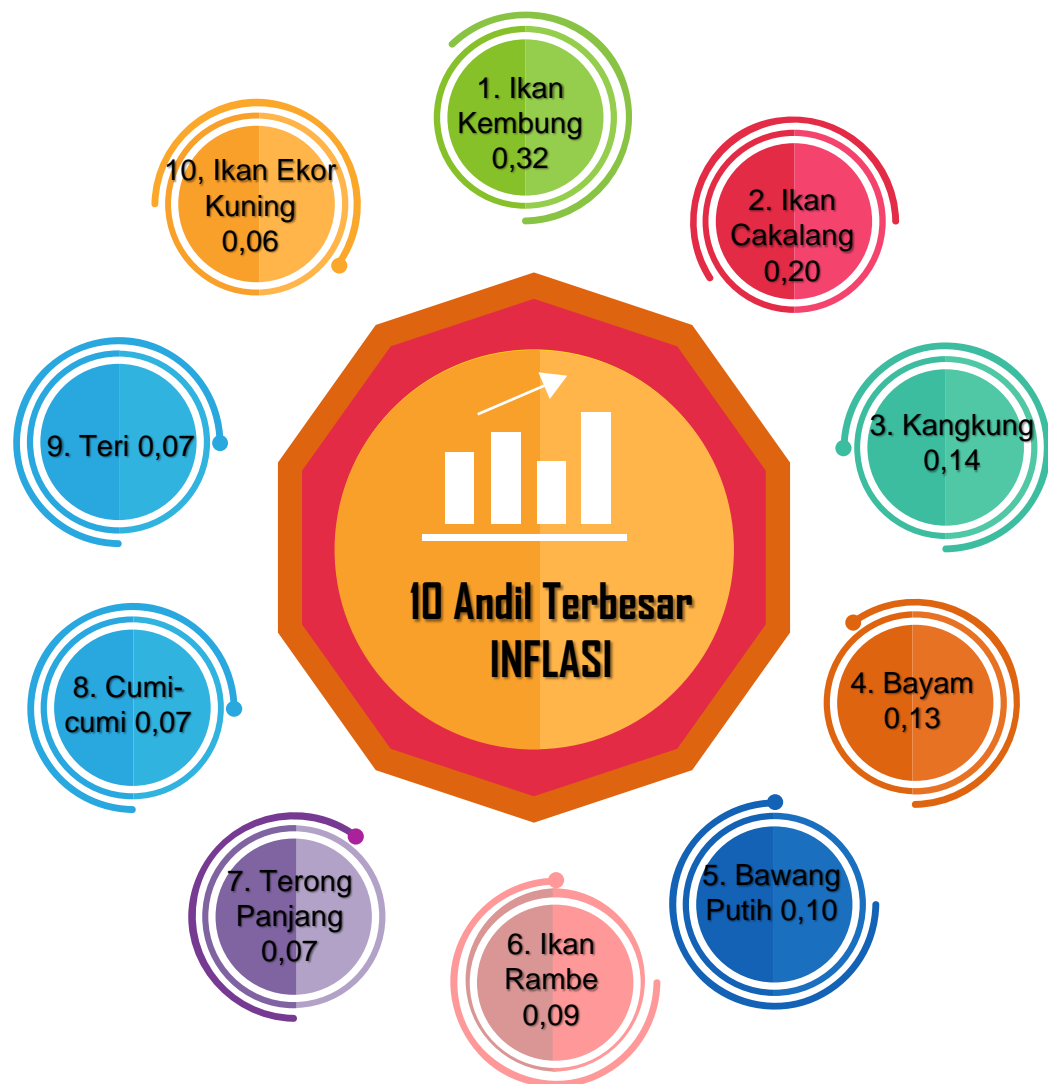 1. Ikan
Kembung
0,32
2. Ikan
Cakalang
0,20
3. Kangkung
0,14
4. Bayam
0,13
5. Bawang
Putih 0,10
6. Ikan
Rambe
0,09
7. Terong
Panjang
0,07
8. Cumi-
cumi 0,07
9. Teri 0,07
10, Ikan Ekor
Kuning
0,06
10 Andil Terbesar
INFLASI